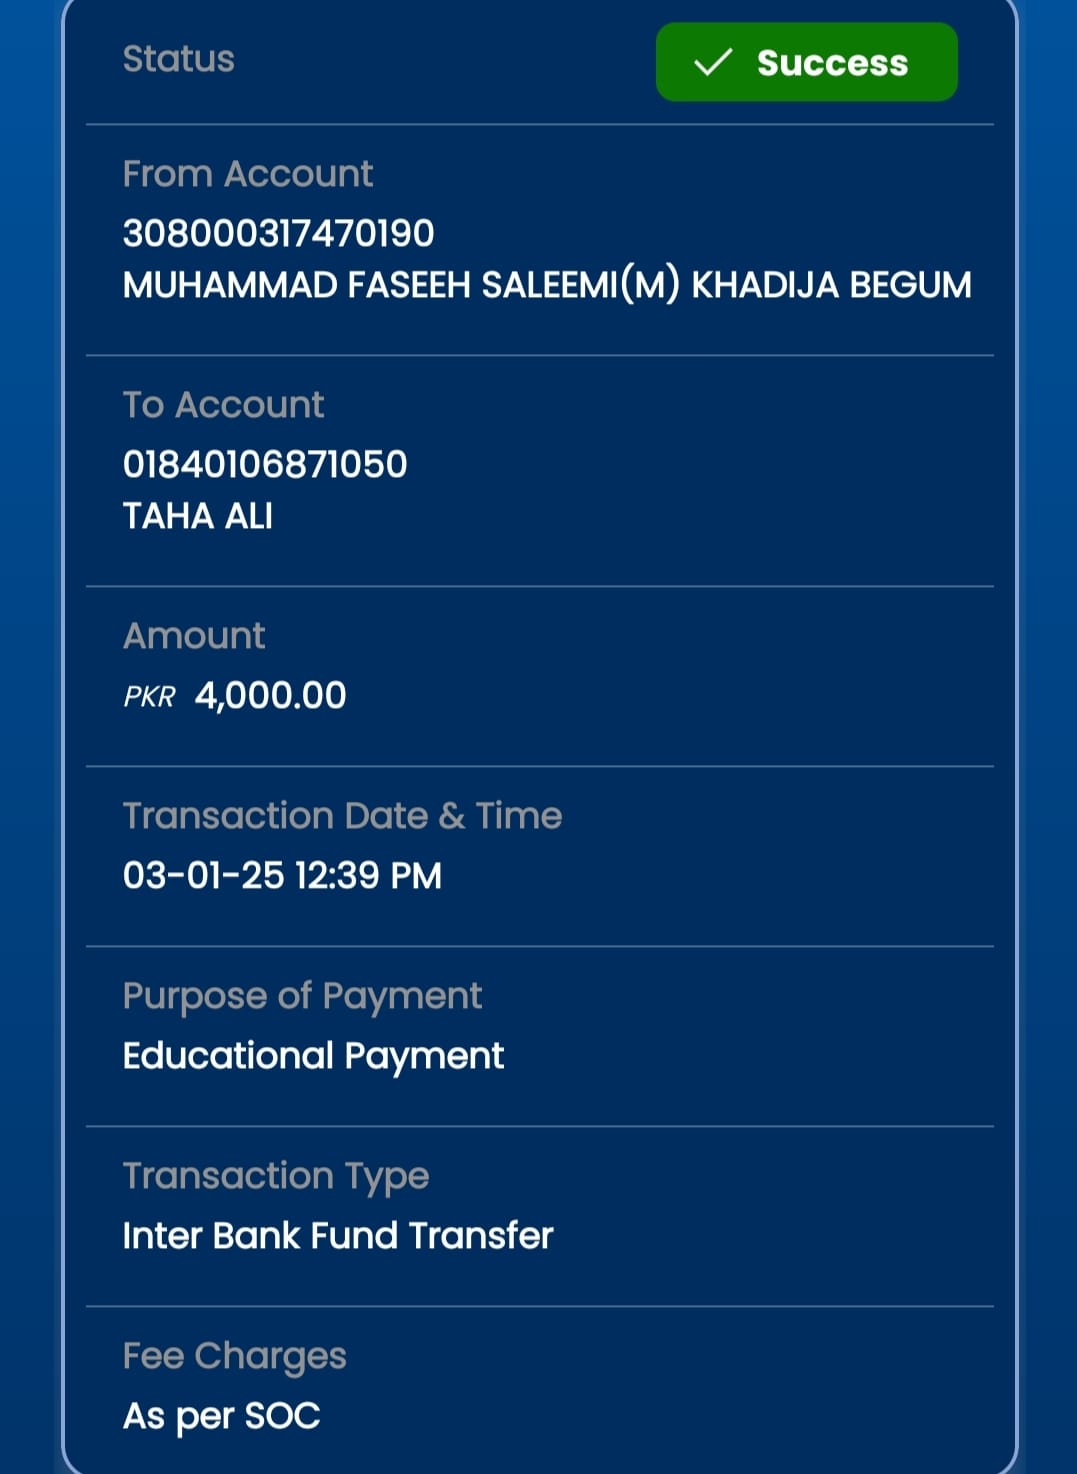 Status
Success
From Account
308000317470190
MUHAMMAD FASEEH SALEEMI(M) KHADIJA BEGUM
To Account
01840106871050
TAHA ALI
Amount
PKR 4,000.00
Transaction Date & Time
03-01-25 12:39 PM
Purpose of Payment
Educational Payment
Transaction Type
Inter Bank Fund Transfer
Fee Charges
As per SOC